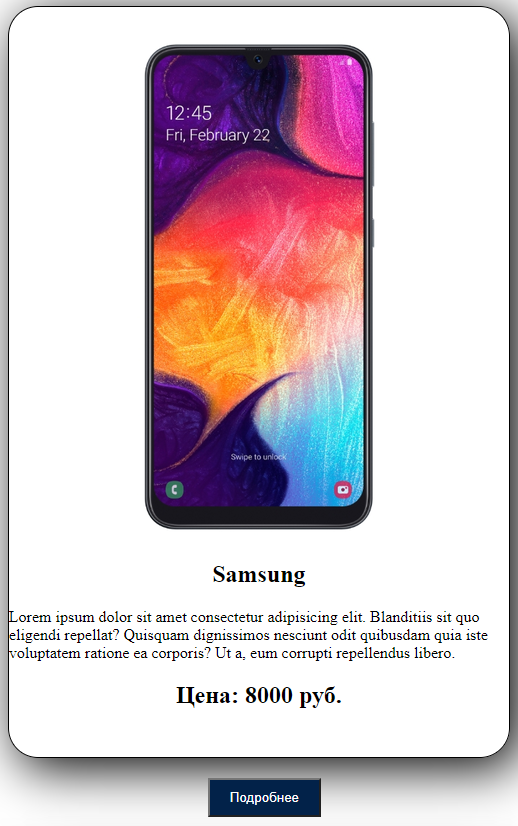 12:45
Fri, February 22
Swipe to unlock
Samsung
Lorem ipsum dolor sit amet consectetur adipisicing elit. Blanditiis sit quo
eligendi repellat? Quisquam dignissimos nesciunt odit quibusdam quia iste
voluptatem ratione ea corporis? Ut a, eum corrupti repellendus libero.
Цена: 8000 руб.
Подробнее